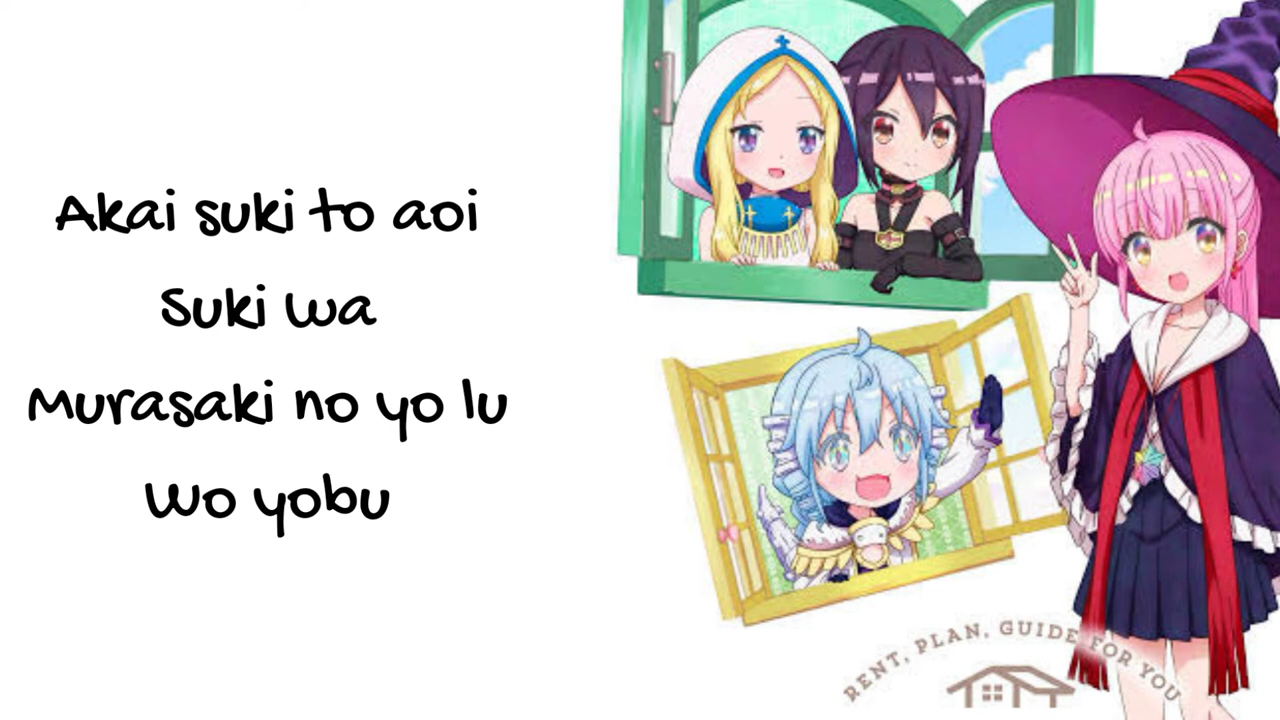 Akai suki to aoi
Suki wa
Murasaki no yo lu
Wo yobu
RENT, PLAN, GUIDE FOR YOU